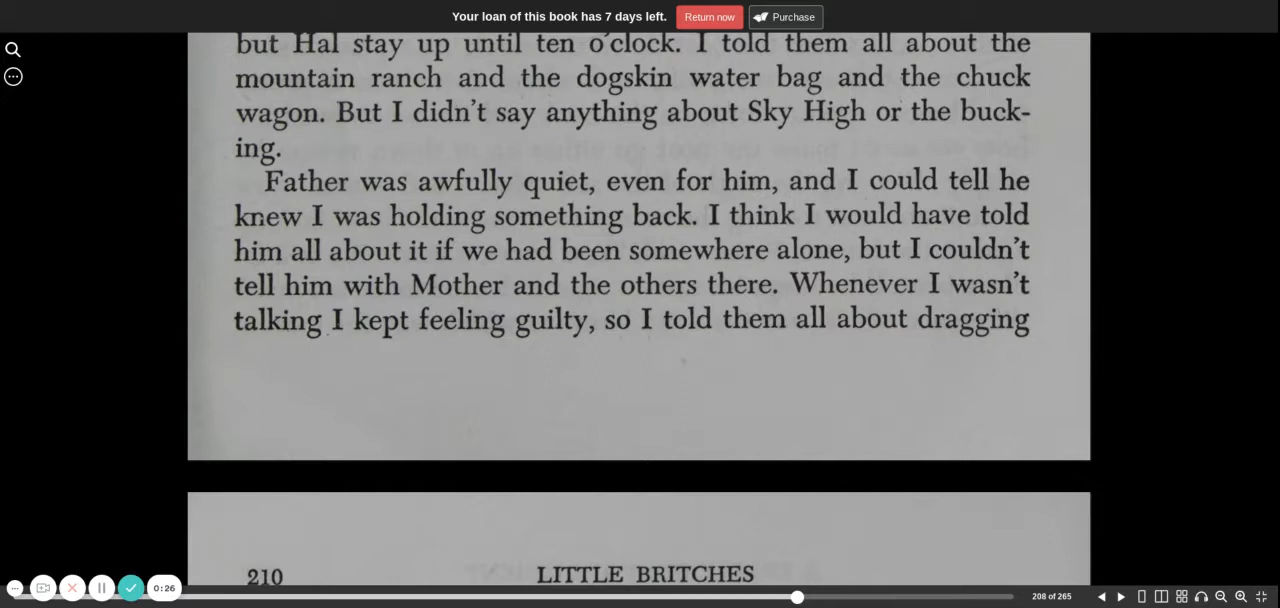 Your loan of this book has 7 days left. Return now Purchase
but Hal stay up until ten o'clock. I told them all about the
mountain ranch and the dogskin water bag and the chuck
wagon. But I didn't say anything about Sky High or the buck-
ing.
Father was awfully quiet, even for him, and I could tell he
knew I was holding something back. I think I would have told
him all about it if we had been somewhere alone, but I couldn't
tell him with Mother and the others there. Whenever I wasn't
talking I kept feeling guilty, so I told them all about dragging
210 LITTLE BRITCHES
0:26
208 of 265